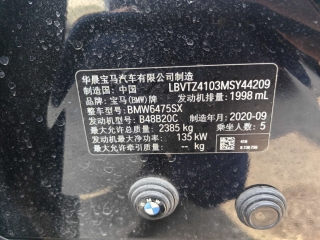 华晨宝马汽车有限公司制造
制造国：中国 LBVTZ4103MSY44209
品牌：宝马(BMW)牌 发动机排量：1998 mL
整车型号：BMW6475SX
发动机型号：B48B20C 制造年月：2020-09
最大允许总质量：2385 kg 乘坐人数：5
发动机最大净功率：135 kW
最大允许牵引质量：-- kg
BMW